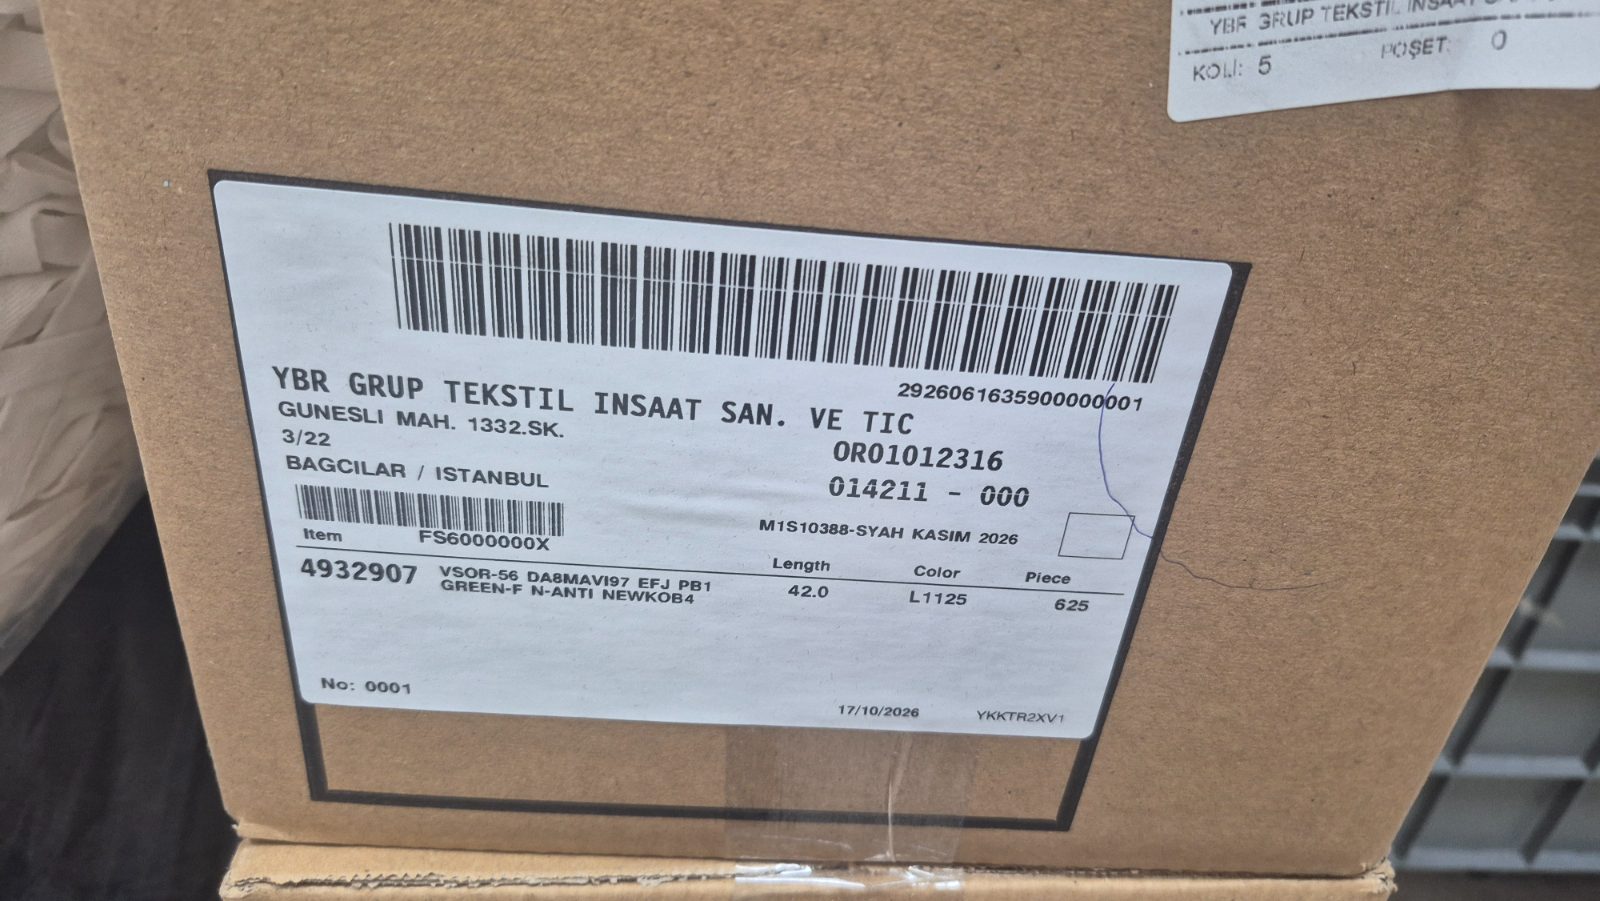 YBR GRUP TEKSTIL INSAAT
KOLİ: 5 POŞET: 0
2926061635900000001
YBR GRUP TEKSTIL INSAAT SAN. VE TIC
GUNESLI MAH. 1332.SK.
3/22
BAGCILAR / ISTANBUL
OR01012316
014211 - 000
M1S10388-SYAH KASIM 2026
FS6000000X
Item Length Color Piece
4932907 VSOR-56 DA8MAVI97 EFJ PB1 42.0 L1125 625
GREEN-F N-ANTI NEWKOB4
No: 0001
17/10/2026 YKKTR2XV1